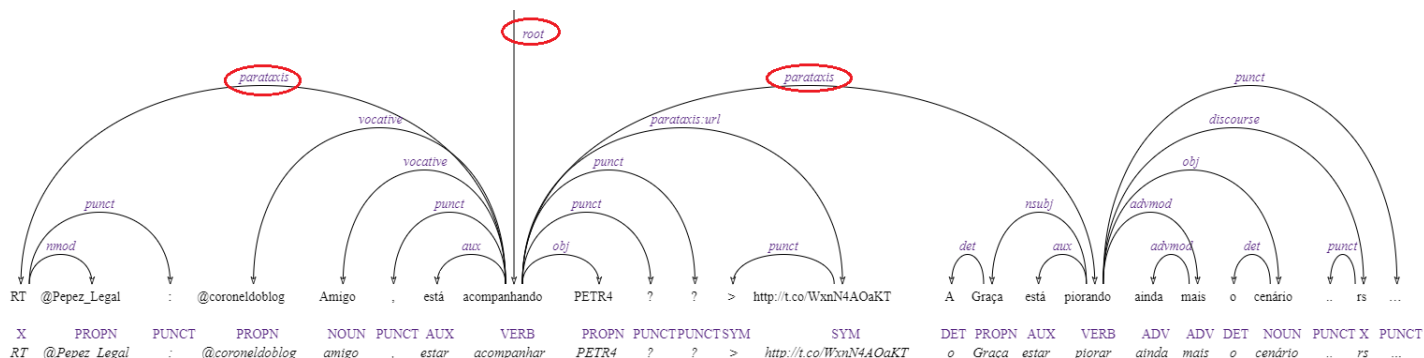 root
parataxis parataxis punct
vocative parataxis:url discourse
vocative punct obj
punct punct punct nsubj advmod
nmod aux obj punct det aux advmod det punct
RT @Pepez_Legal : @coroneldoblog Amigo , está acompanhando PETR4 ? ? > http://t.co/WxnN4AOaKT A Graça está piorando ainda mais o cenário .. rs ...
X PROPN PUNCT PROPN NOUN PUNCT AUX VERB PROPN PUNCT PUNCT SYM SYM DET PROPN AUX VERB ADV ADV DET NOUN PUNCT X PUNCT
RT @Pepez_Legal : @coroneldoblog amigo , estar acompanhar PETR4 ? ? > http://t.co/WxnN4AOaKT o Graça estar piorar ainda mais o cenário .. rs ...